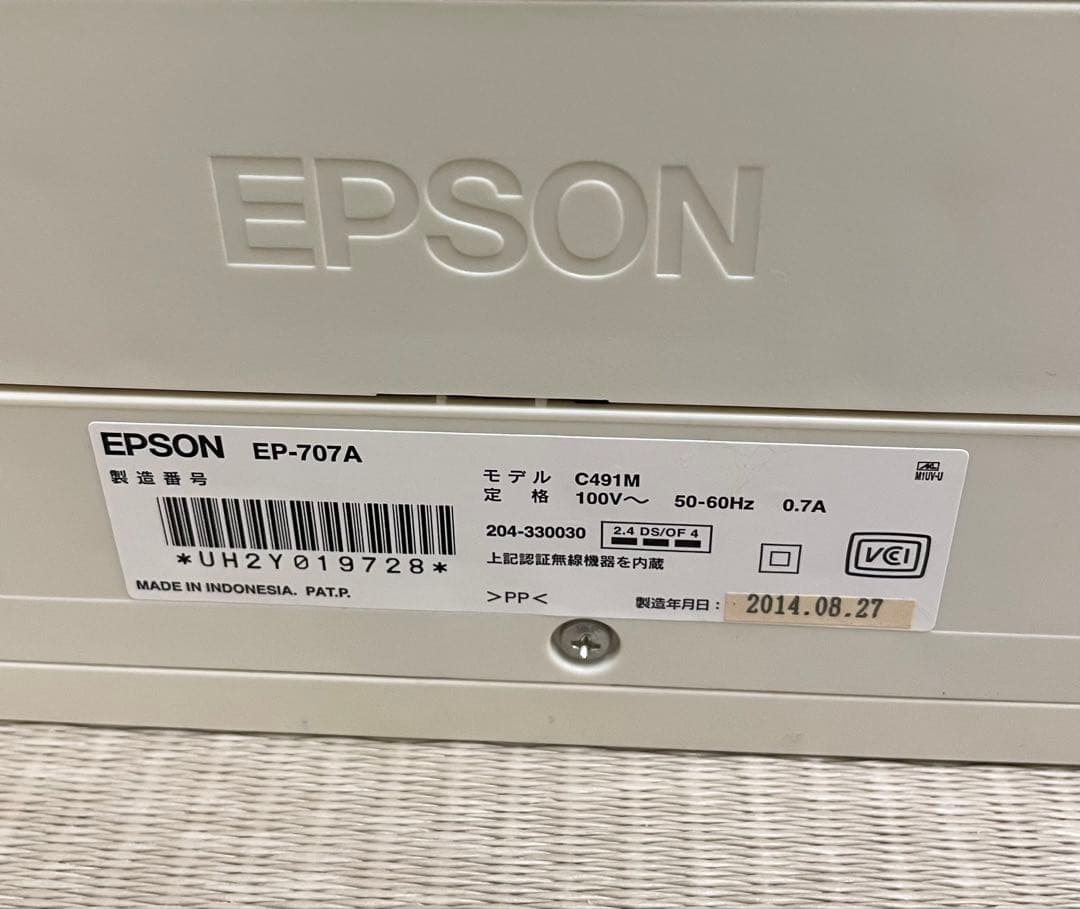 EPSON
EPSON EP-707A
製造番号
*UH2Y019728*
MADE IN INDONESIA. PAT.P.
モデル C491M
定格 100V～ 50-60Hz 0.7A
204-330030 2.4 DS/OF 4
上記認証無線機器を内蔵
>PP<
製造年月日：2014.08.27
M1UV-U
VCI